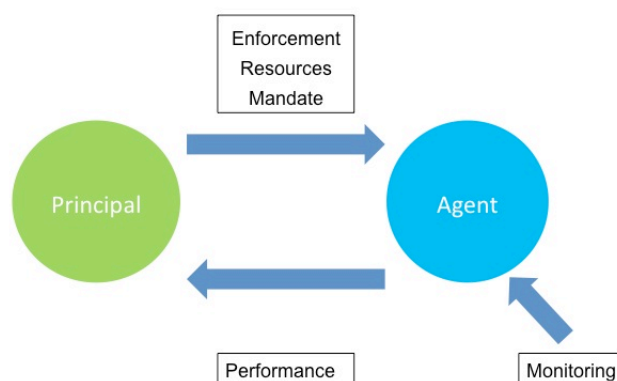 Enforcement
Resources
Mandate
Principal
Agent
Performance
Monitoring